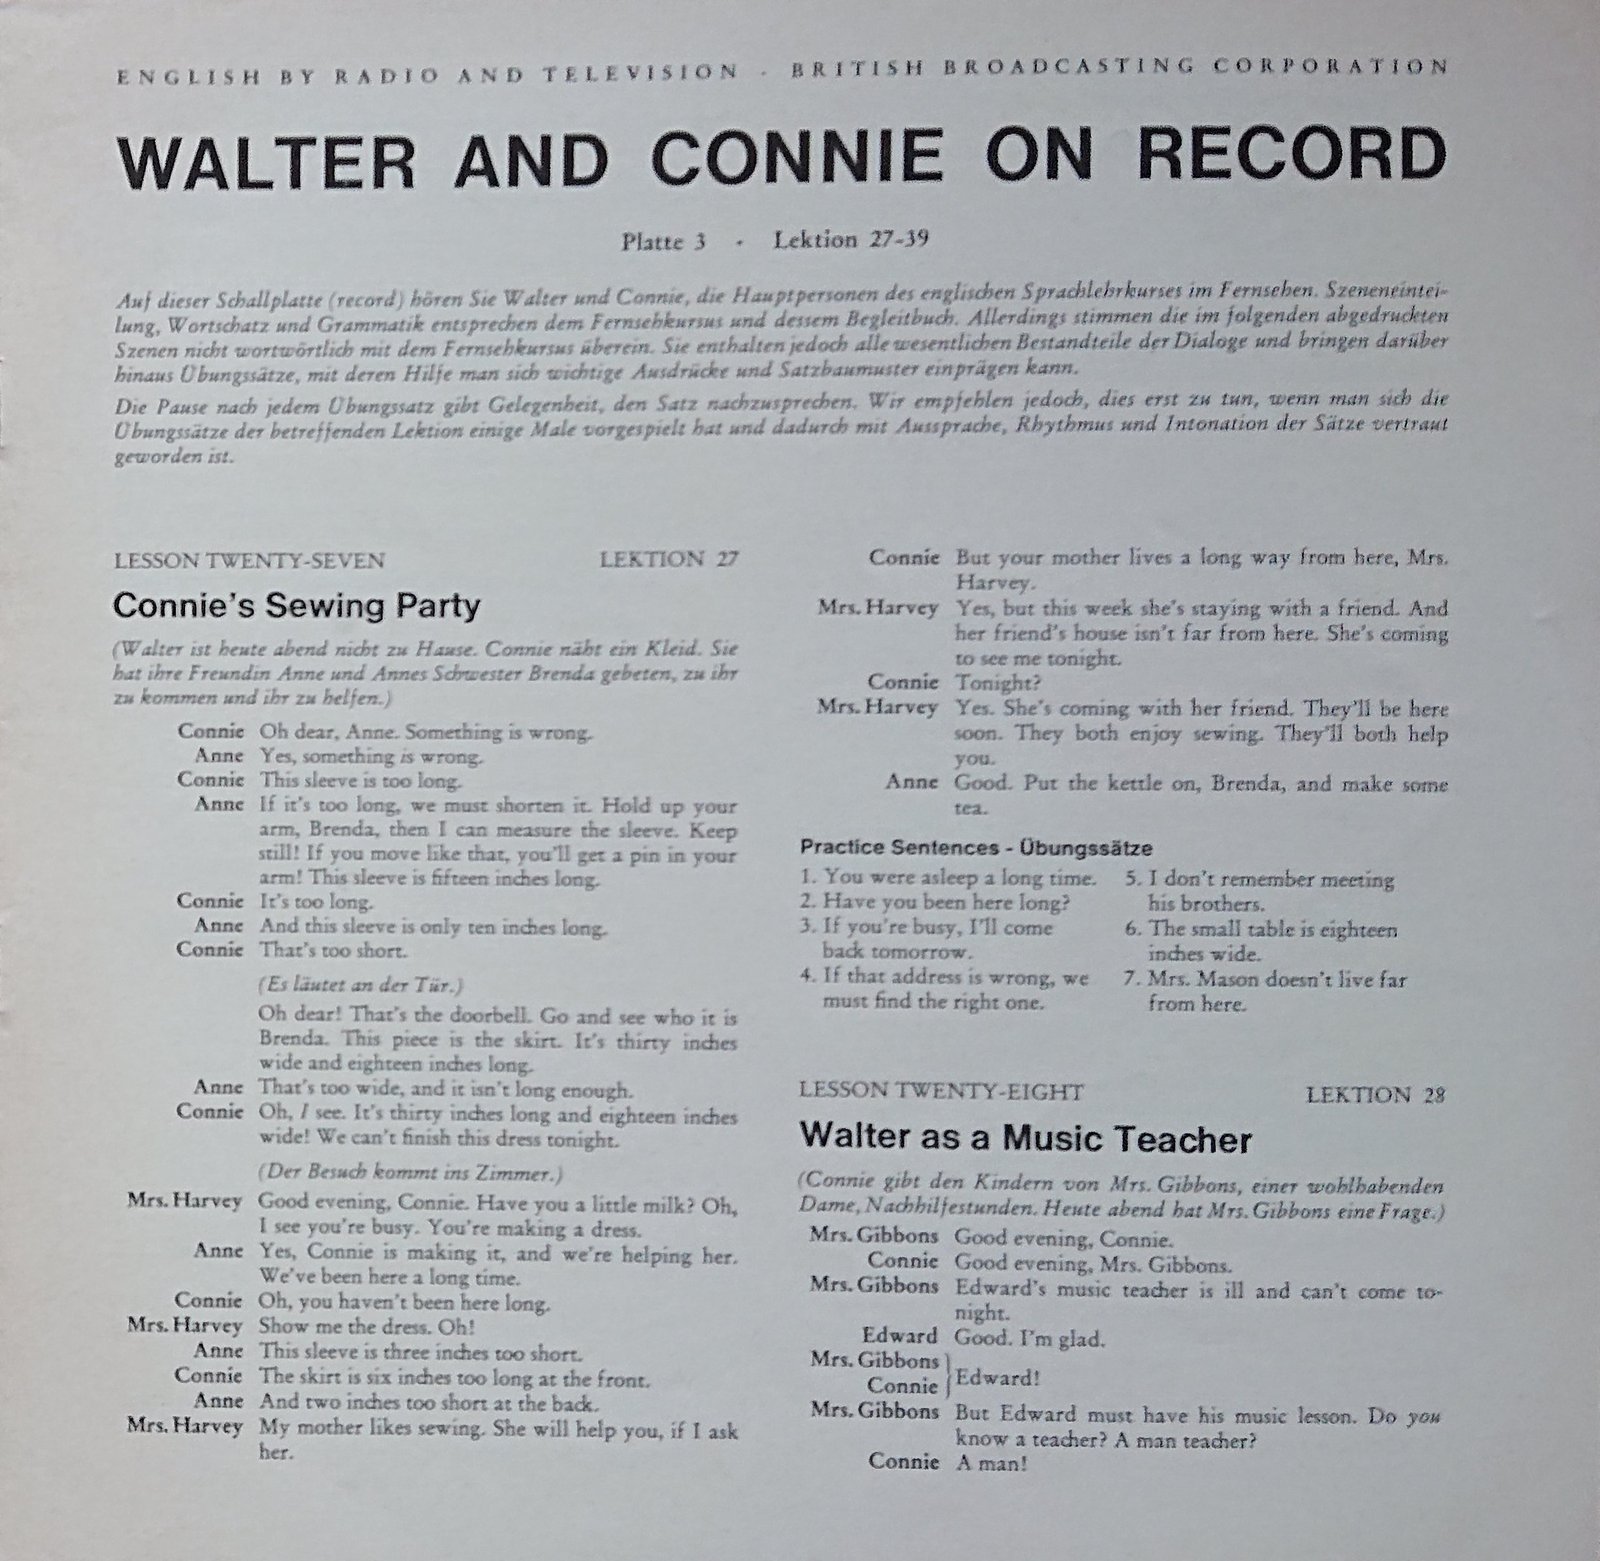 ENGLISH BY RADIO AND TELEVISION · BRITISH BROADCASTING CORPORATION
WALTER AND CONNIE ON RECORD
Platte 3 · Lektion 27-39
Auf dieser Schallplatte (record) hören Sie Walter und Connie, die Hauptpersonen des englischen Sprachlehrkurses im Fernsehen. Szeneneintei-
lung, Wortschatz und Grammatik entsprechen dem Fernsehkursus und dessem Begleitbuch. Allerdings stimmen die im folgenden abgedruckten
Szenen nicht wortwörtlich mit dem Fernsehkursus überein. Sie enthalten jedoch alle wesentlichen Bestandteile der Dialoge und bringen darüber
hinaus Übungssätze, mit deren Hilfe man sich wichtige Ausdrücke und Satzbaumuster einprägen kann.
Die Pause nach jedem Übungssatz gibt Gelegenheit, den Satz nachzusprechen. Wir empfehlen jedoch, dies erst zu tun, wenn man sich die
Übungssätze der betreffenden Lektion einige Male vorgespielt hat und dadurch mit Aussprache, Rhythmus und Intonation der Sätze vertraut
geworden ist.
LESSON TWENTY-SEVEN LEKTION 27
Connie's Sewing Party
(Walter ist heute abend nicht zu Hause. Connie näht ein Kleid. Sie
hat ihre Freundin Anne und Annes Schwester Brenda gebeten, zu ihr
zu kommen und ihr zu helfen.)
Connie Oh dear, Anne. Something is wrong.
Anne Yes, something is wrong.
Connie This sleeve is too long.
Anne If it's too long, we must shorten it. Hold up your
arm, Brenda, then I can measure the sleeve. Keep
still! If you move like that, you'll get a pin in your
arm! This sleeve is fifteen inches long.
Connie It's too long.
Anne And this sleeve is only ten inches long.
Connie That's too short.
(Es läutet an der Tür.)
Oh dear! That's the doorbell. Go and see who it is
Brenda. This piece is the skirt. It's thirty inches
wide and eighteen inches long.
Anne That's too wide, and it isn't long enough.
Connie Oh, I see. It's thirty inches long and eighteen inches
wide! We can't finish this dress tonight.
(Der Besuch kommt ins Zimmer.)
Mrs. Harvey Good evening, Connie. Have you a little milk? Oh,
I see you're busy. You're making a dress.
Anne Yes, Connie is making it, and we're helping her.
We've been here a long time.
Connie Oh, you haven't been here long.
Mrs. Harvey Show me the dress. Oh!
Anne This sleeve is three inches too short.
Connie The skirt is six inches too long at the front.
Anne And two inches too short at the back.
Mrs. Harvey My mother likes sewing. She will help you, if I ask
her.
Connie But your mother lives a long way from here, Mrs.
Harvey.
Mrs. Harvey Yes, but this week she's staying with a friend. And
her friend's house isn't far from here. She's coming
to see me tonight.
Connie Tonight?
Mrs. Harvey Yes. She's coming with her friend. They'll be here
soon. They both enjoy sewing. They'll both help
you.
Anne Good. Put the kettle on, Brenda, and make some
tea.
Practice Sentences - Übungssätze
1. You were asleep a long time.
2. Have you been here long?
3. If you're busy, I'll come
back tomorrow.
4. If that address is wrong, we
must find the right one.
5. I don't remember meeting
his brothers.
6. The small table is eighteen
inches wide.
7. Mrs. Mason doesn't live far
from here.
LESSON TWENTY-EIGHT LEKTION 28
Walter as a Music Teacher
(Connie gibt den Kindern von Mrs. Gibbons, einer wohlhabenden
Dame, Nachhilfestunden. Heute abend hat Mrs. Gibbons eine Frage.)
Mrs. Gibbons Good evening, Connie.
Connie Good evening, Mrs. Gibbons.
Mrs. Gibbons Edward's music teacher is ill and can't come to-
night.
Edward Good. I'm glad.
Mrs. Gibbons
Connie } Edward!
Mrs. Gibbons But Edward must have his music lesson. Do you
know a teacher? A man teacher?
Connie A man!